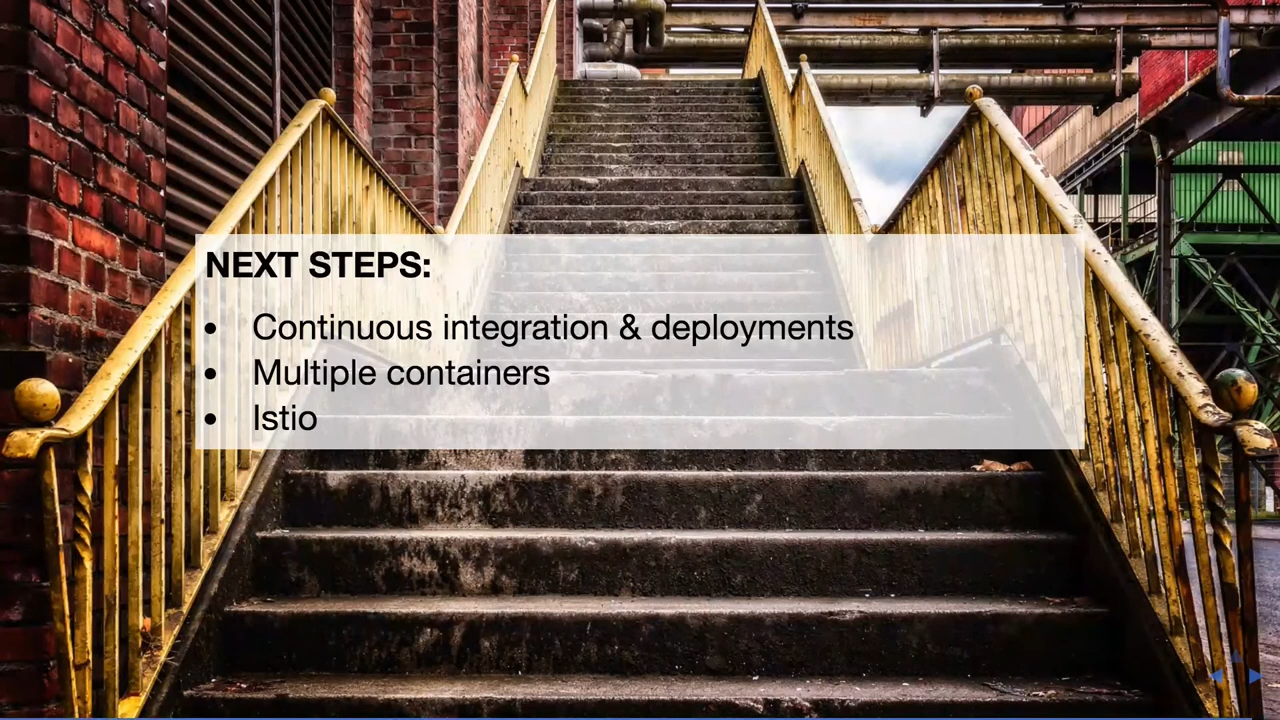 NEXT STEPS:
• Continuous integration & deployments
• Multiple containers
• Istio